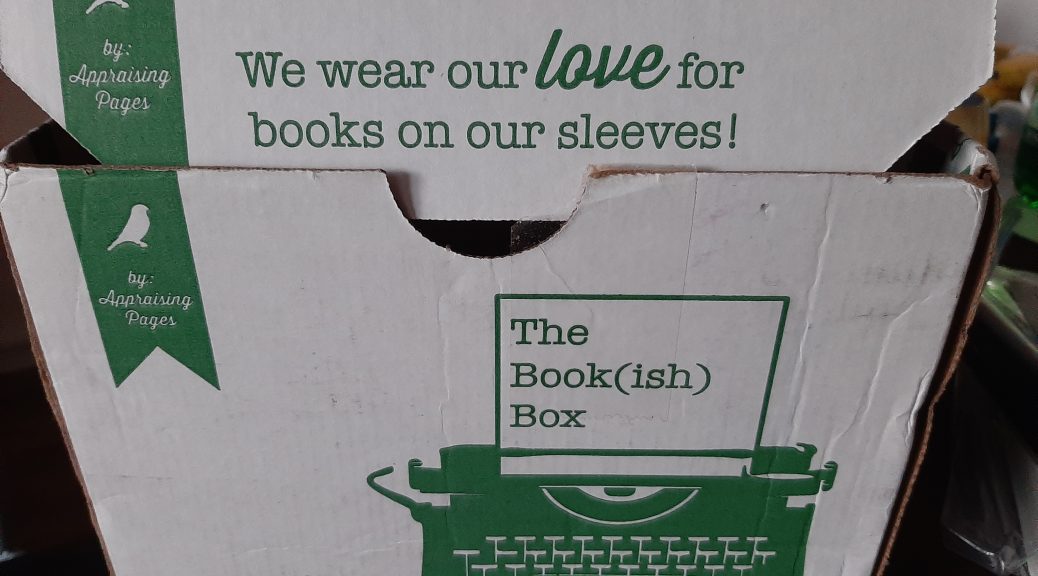 by:
Appraising
Pages
We wear our love for
books on our sleeves!
by:
Appraising
Pages
The
Book(ish)
Box